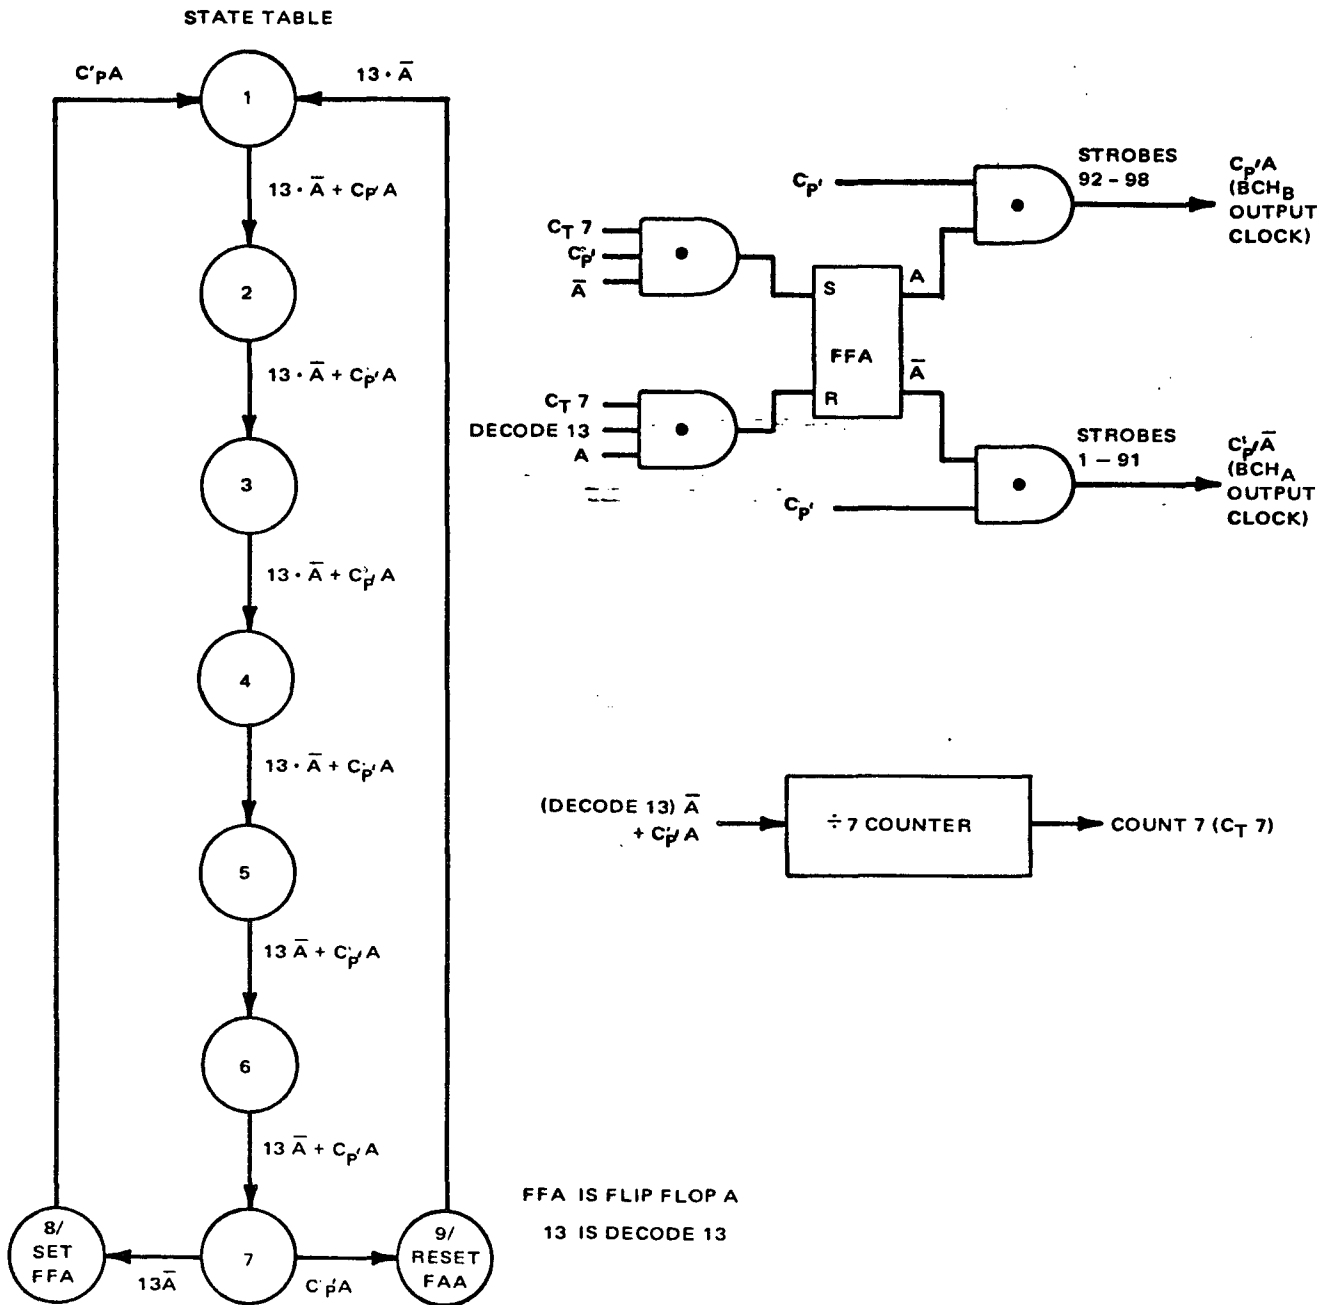 STATE TABLE
C'PA
13 · A̅
1
13 · A̅ + CP' A
2
13 · A̅ + CP' A
3
13 · A̅ + CP' A
4
13 · A̅ + CP' A
5
13 A̅ + CP' A
6
13 A̅ + CP' A
7
8/
SET
FFA
13A̅
CP'A
9/
RESET
FAA
CT 7
CP'
A̅
CT 7
DECODE 13
A
S
FFA
R
A
A̅
CP'
STROBES
92 – 98
CP'A
(BCHB
OUTPUT
CLOCK)
CP'
STROBES
1 – 91
CP'A̅
(BCHA
OUTPUT
CLOCK)
(DECODE 13) A̅
+ CP' A
÷ 7 COUNTER
COUNT 7 (CT 7)
FFA IS FLIP FLOP A
13 IS DECODE 13